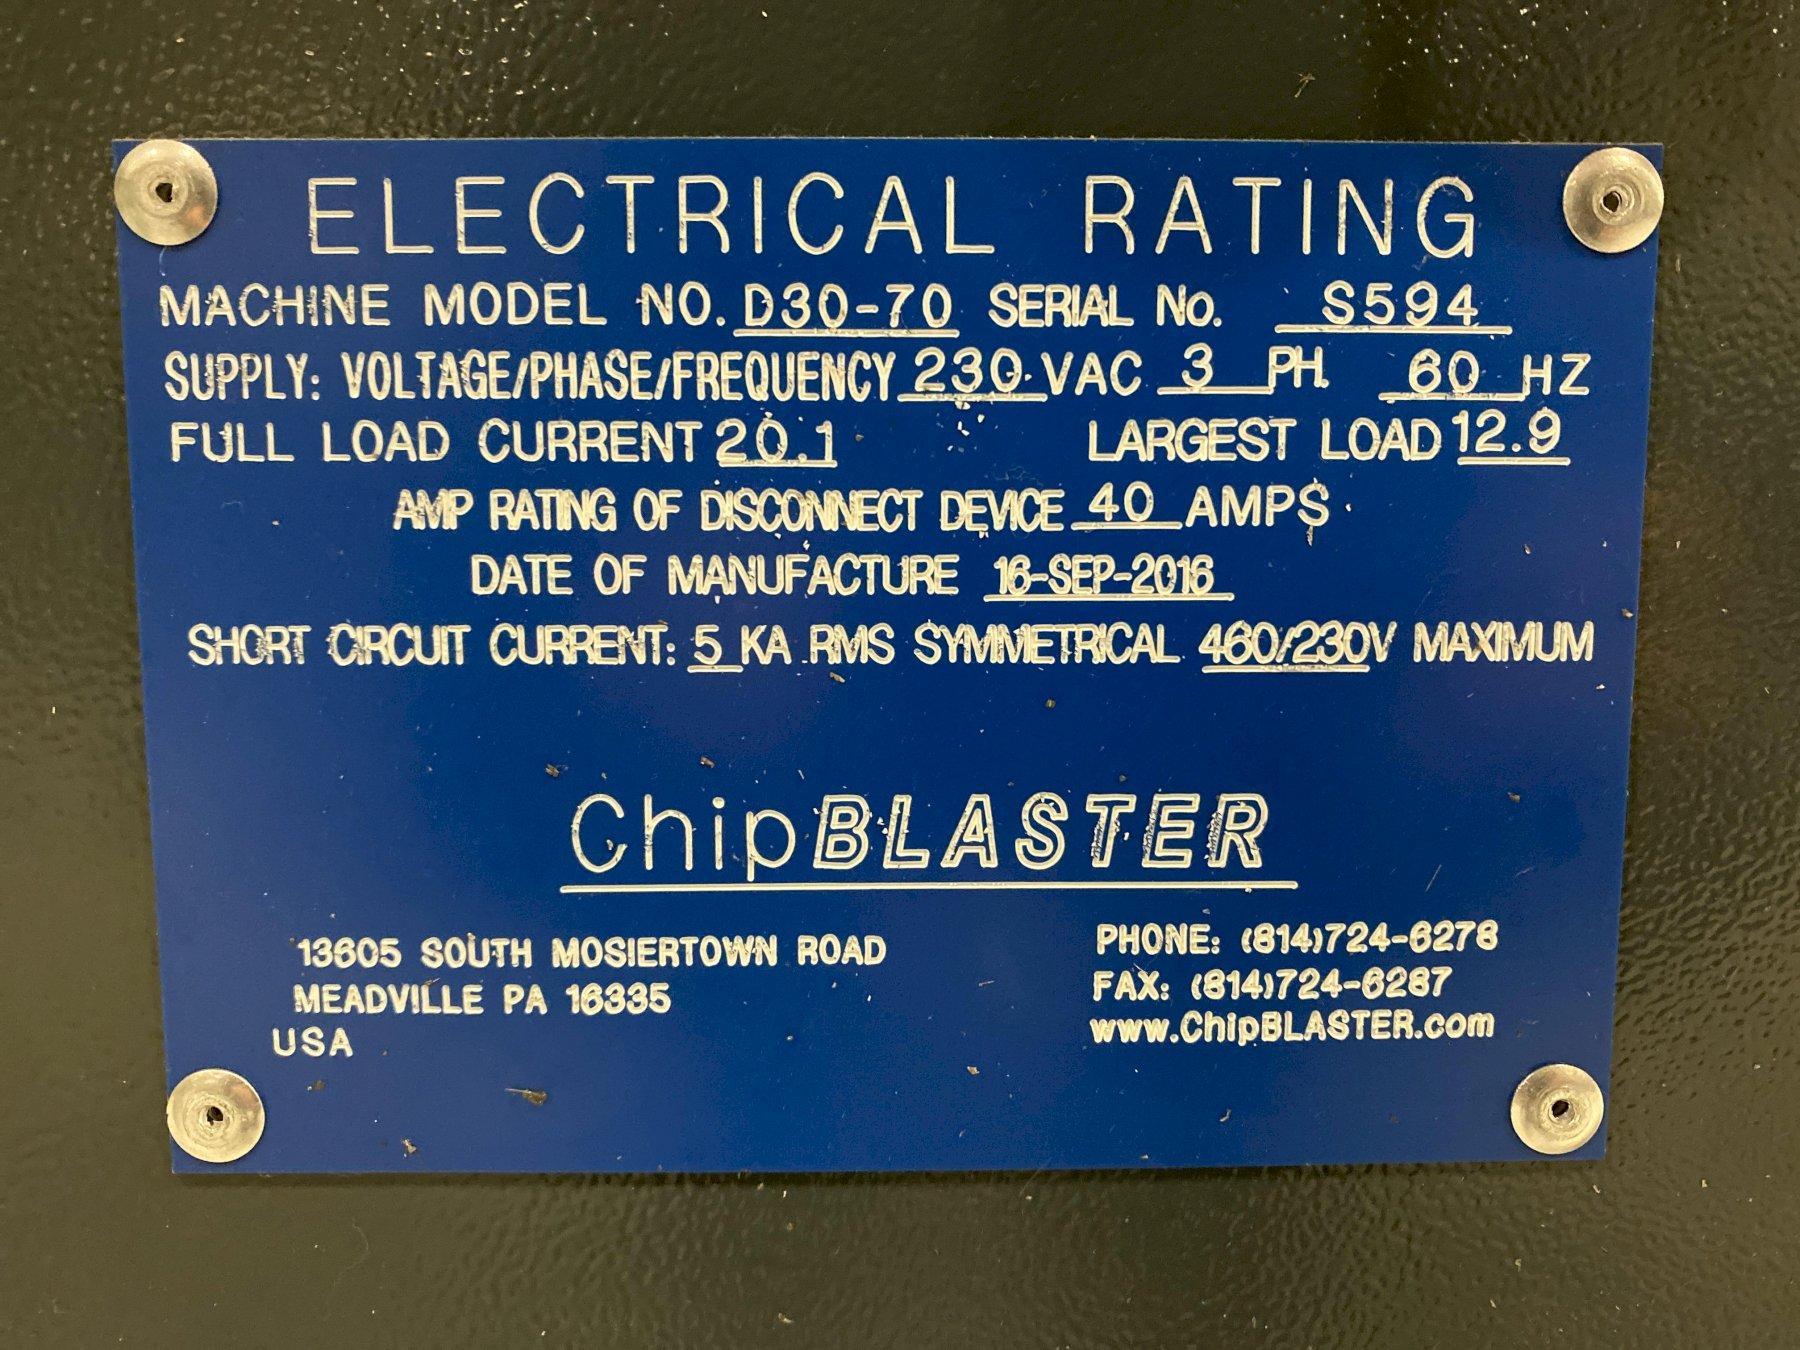 ELECTRICAL RATING
MACHINE MODEL NO. D30-70 SERIAL No. S594
SUPPLY: VOLTAGE/PHASE/FREQUENCY 230 VAC 3 PH. 60 HZ
FULL LOAD CURRENT 20.1 LARGEST LOAD 12.9
AMP RATING OF DISCONNECT DEVICE 40 AMPS
DATE OF MANUFACTURE 16-SEP-2016
SHORT CIRCUIT CURRENT: 5 KA RMS SYMMETRICAL 460/230V MAXIMUM
ChipBLASTER
13605 SOUTH MOSIERTOWN ROAD
MEADVILLE PA 16335
USA
PHONE: (814)724-6278
FAX: (814)724-6287
www.ChipBLASTER.com